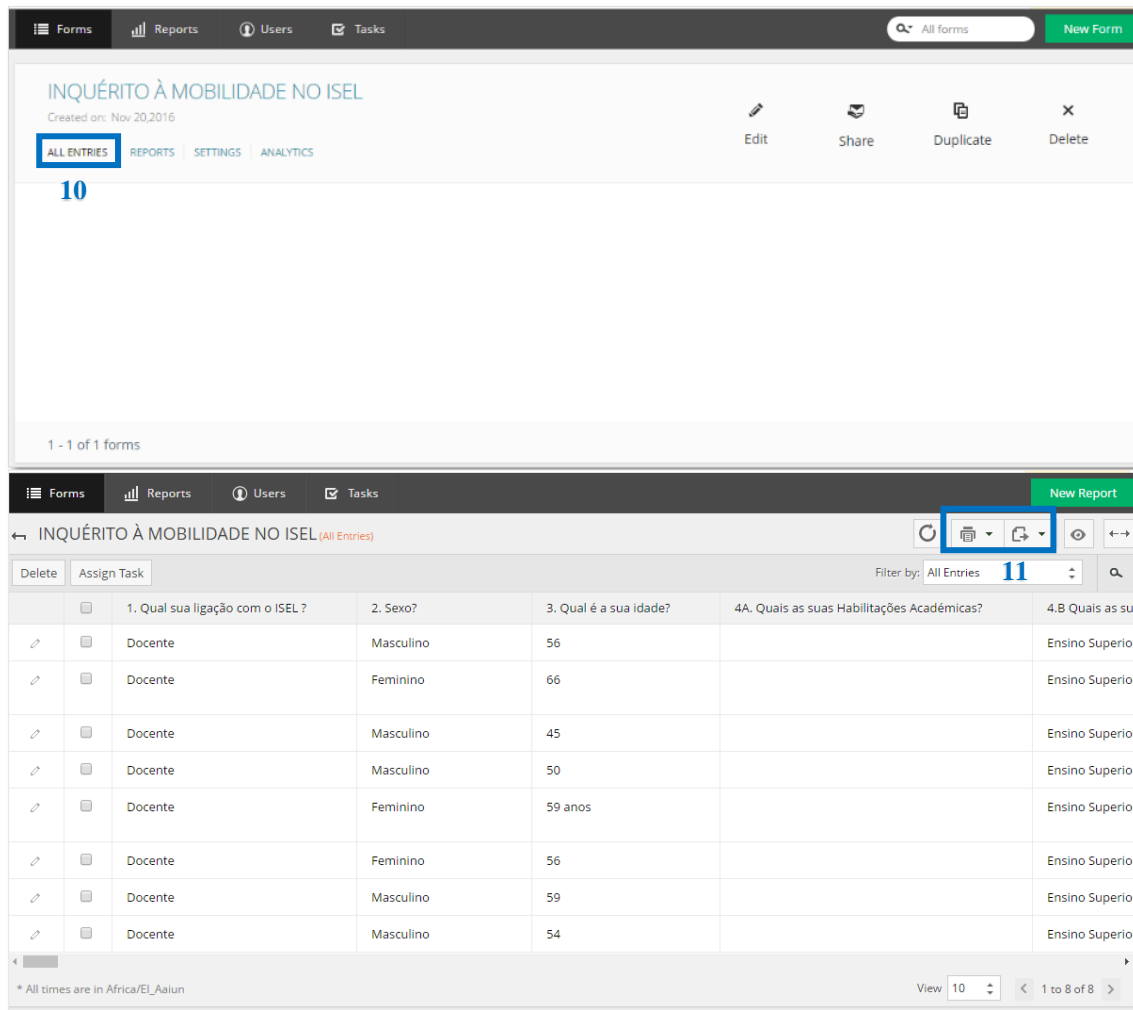 Forms Reports Users Tasks All forms New Form
INQUÉRITO À MOBILIDADE NO ISEL
Created on: Nov 20,2016
ALL ENTRIES REPORTS SETTINGS ANALYTICS
Edit Share Duplicate Delete
10
1 - 1 of 1 forms
Forms Reports Users Tasks New Report
INQUÉRITO À MOBILIDADE NO ISEL (All Entries)
Delete Assign Task Filter by: All Entries 11
1. Qual sua ligação com o ISEL ? 2. Sexo? 3. Qual é a sua idade? 4A. Quais as suas Habilitações Académicas? 4.B Quais as su
Docente Masculino 56 Ensino Superio
Docente Feminino 66 Ensino Superio
Docente Masculino 45 Ensino Superio
Docente Masculino 50 Ensino Superio
Docente Feminino 59 anos Ensino Superio
Docente Feminino 56 Ensino Superio
Docente Masculino 59 Ensino Superio
Docente Masculino 54 Ensino Superio
* All times are in Africa/El_Aaiun View 10 1 to 8 of 8